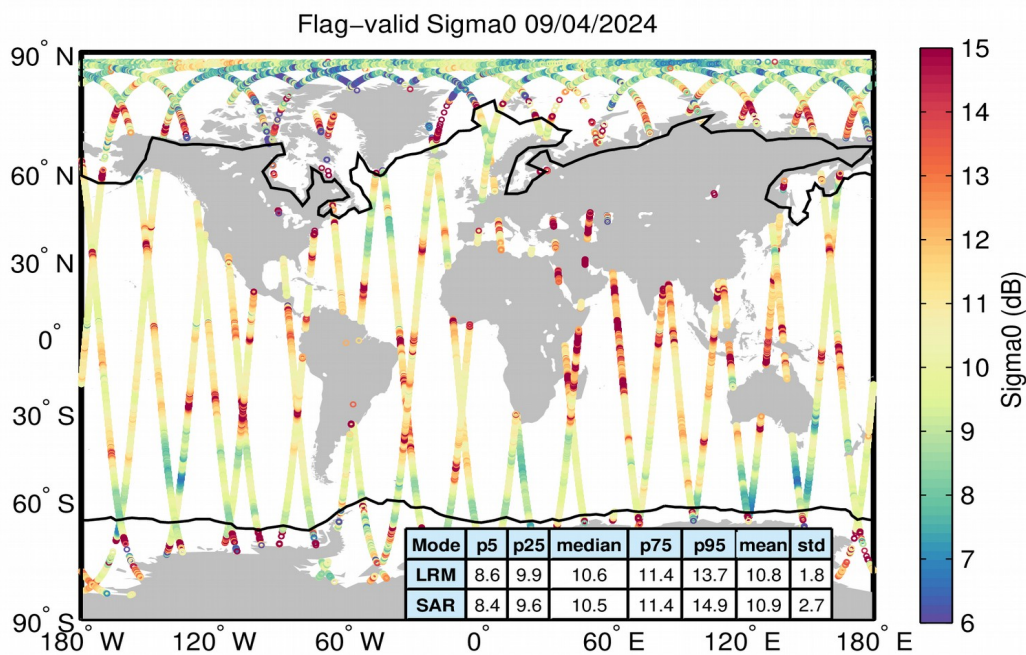 Flag−valid Sigma0 09/04/2024
90° N
60° N
30° N
0°
30° S
60° S
90° S
180° W
120° W
60° W
0°
60° E
120° E
180° E
Mode p5 p25 median p75 p95 mean std
LRM 8.6 9.9 10.6 11.4 13.7 10.8 1.8
SAR 8.4 9.6 10.5 11.4 14.9 10.9 2.7
15
14
13
12
11
10
9
8
7
6
Sigma0 (dB)